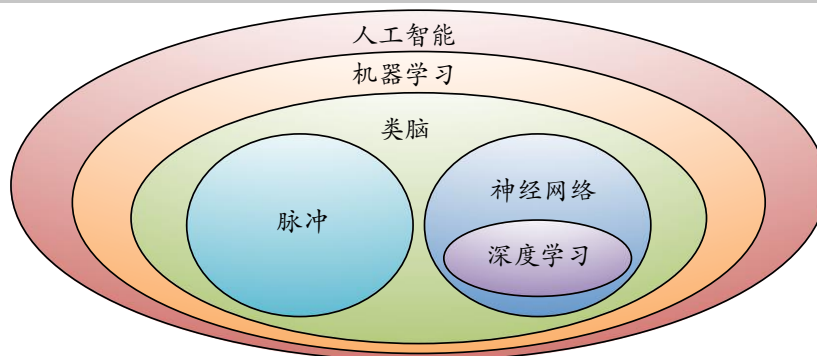 人工智能
机器学习
类脑
脉冲
神经网络
深度学习